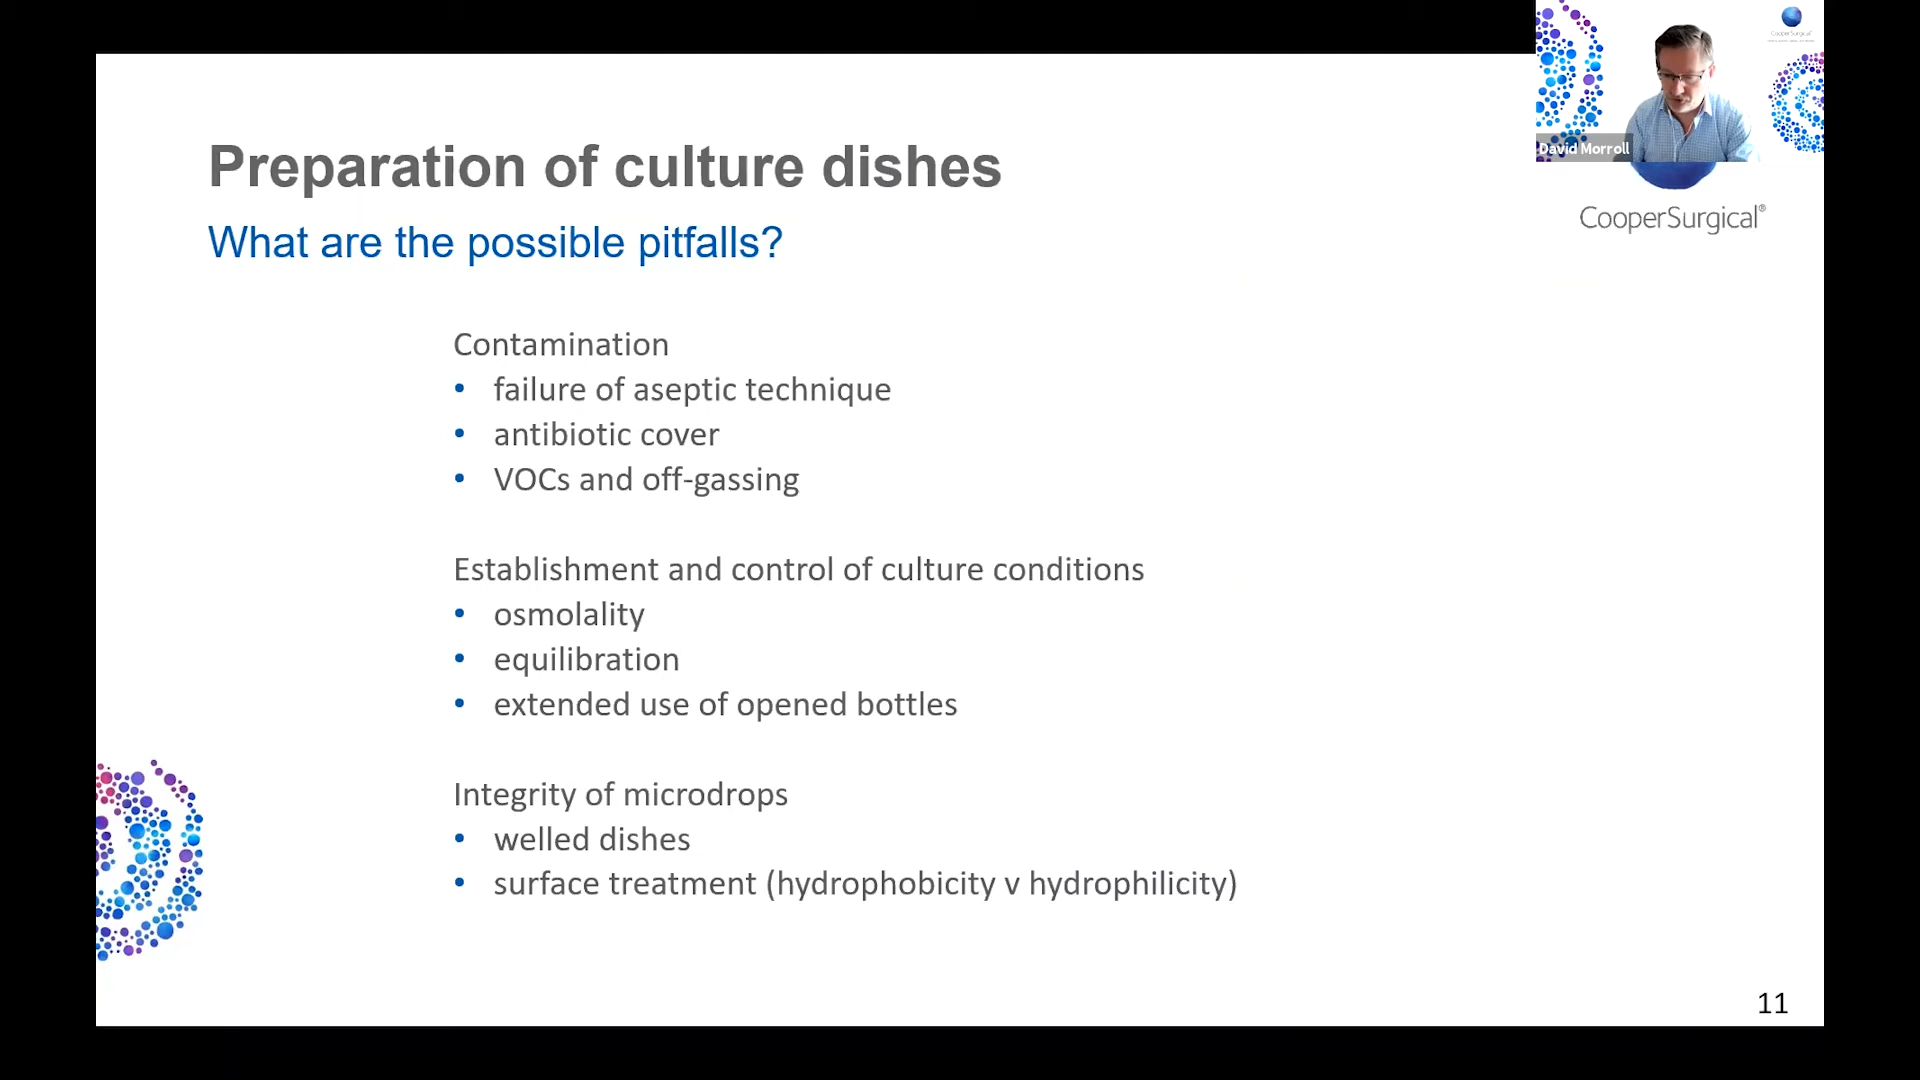 David Morroll
CooperSurgical®
Preparation of culture dishes
What are the possible pitfalls?
Contamination
• failure of aseptic technique
• antibiotic cover
• VOCs and off-gassing
Establishment and control of culture conditions
• osmolality
• equilibration
• extended use of opened bottles
Integrity of microdrops
• welled dishes
• surface treatment (hydrophobicity v hydrophilicity)
11